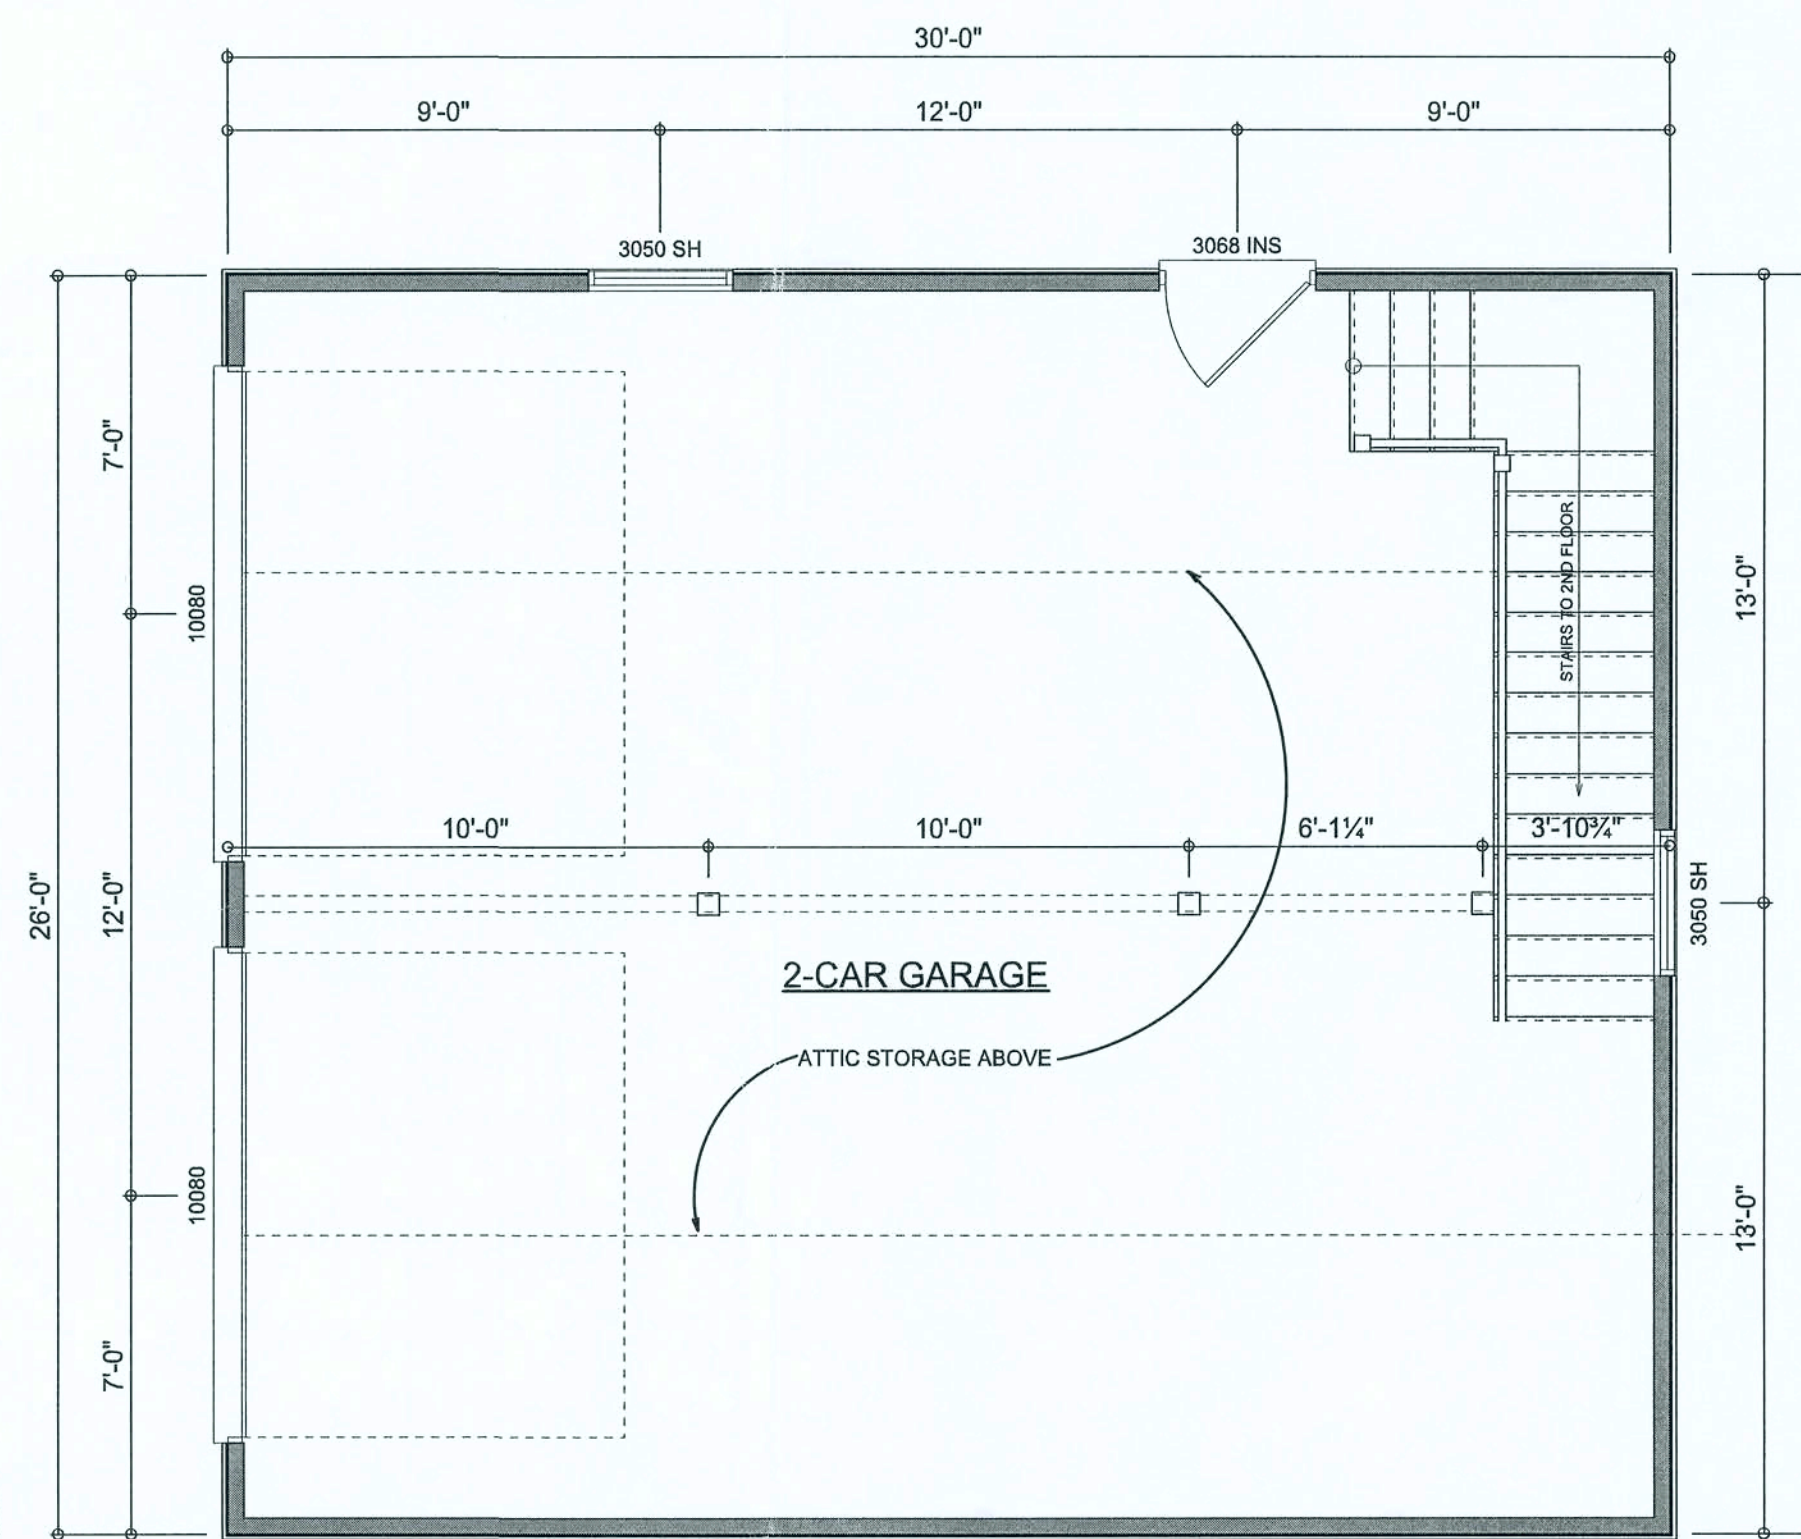 30'-0"
9'-0"
12'-0"
9'-0"
3050 SH
3068 INS
7'-0"
10080
STAIRS TO 2ND FLOOR
13'-0"
10'-0"
10'-0"
6'-1¼"
3'-10¾"
26'-0"
12'-0"
3050 SH
2-CAR GARAGE
ATTIC STORAGE ABOVE
10080
13'-0"
7'-0"